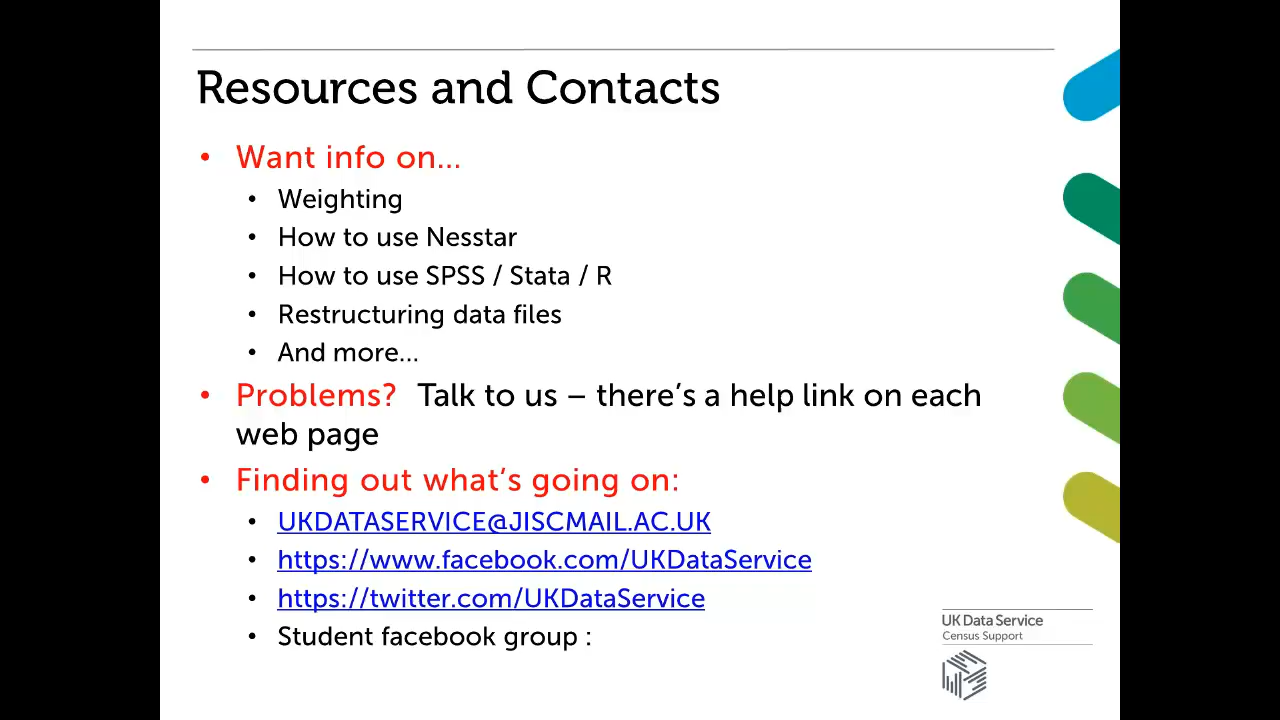 Resources and Contacts
• Want info on...
• Weighting
• How to use Nesstar
• How to use SPSS / Stata / R
• Restructuring data files
• And more...
• Problems? Talk to us – there's a help link on each
web page
• Finding out what's going on:
• UKDATASERVICE@JISCMAIL.AC.UK
• https://www.facebook.com/UKDataService
• https://twitter.com/UKDataService
• Student facebook group :
UK Data Service
Census Support